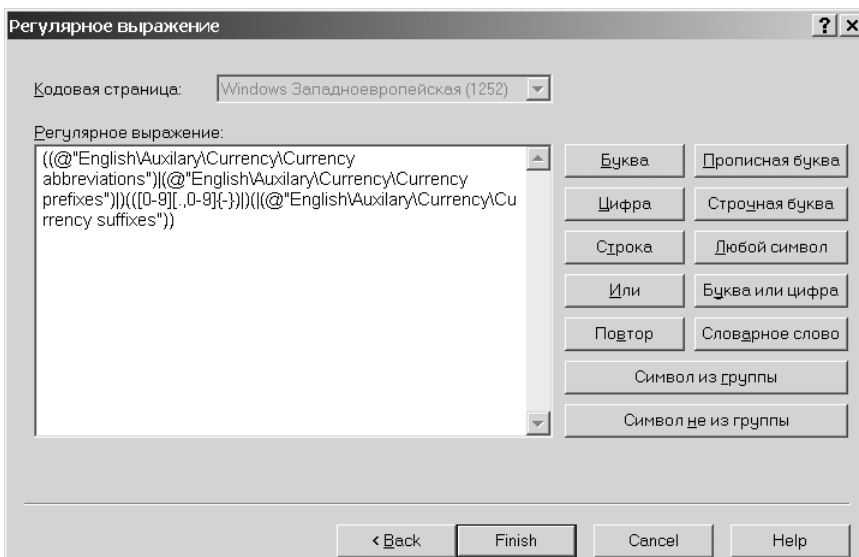 Регулярное выражение
Кодовая страница: Windows Западноевропейская (1252)
Регулярное выражение:
((@"English\Auxilary\Currency\Currency
abbreviations")|(@"English\Auxilary\Currency\Currency
prefixes")|)(([0-9][.,0-9]{-})|)(|(@"English\Auxilary\Currency\Cu
rrency suffixes"))
Буква Прописная буква
Цифра Строчная буква
Строка Любой символ
Или Буква или цифра
Повтор Словарное слово
Символ из группы
Символ не из группы
< Back Finish Cancel Help